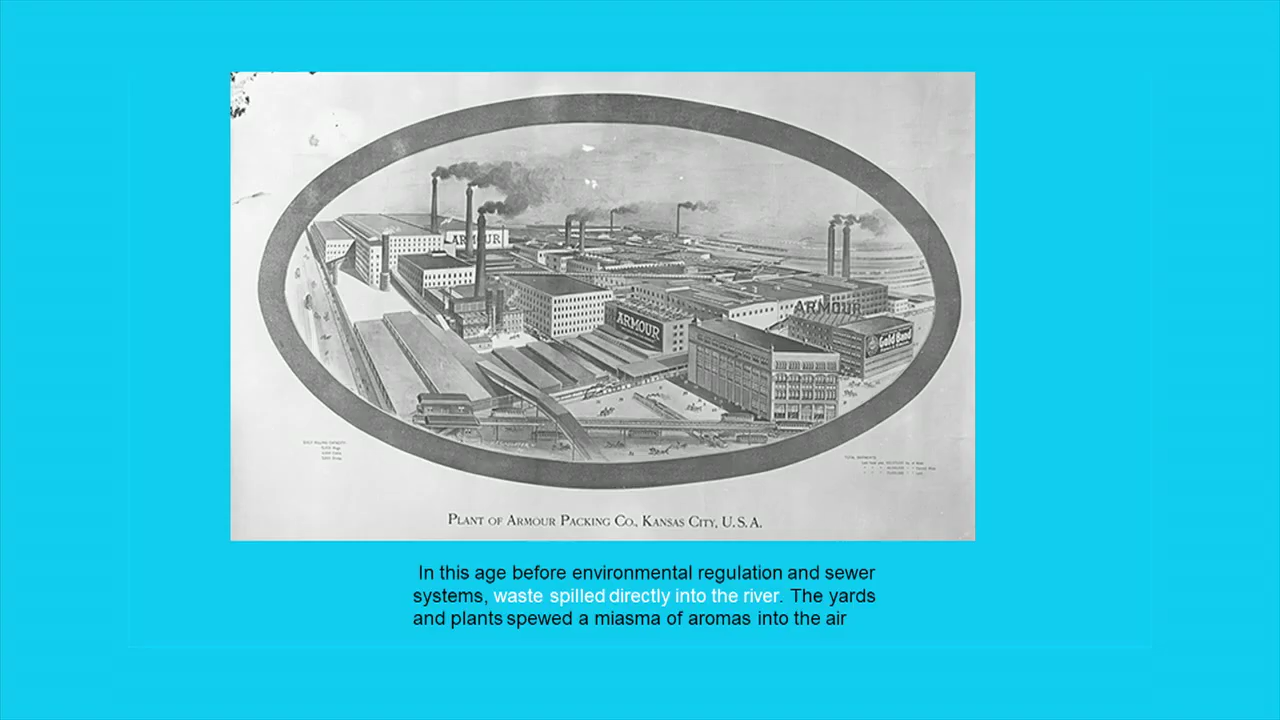 ARMOUR
ARMOUR
ARMOUR
Gold Band
PLANT OF ARMOUR PACKING CO., KANSAS CITY, U.S.A.
In this age before environmental regulation and sewer
systems, waste spilled directly into the river. The yards
and plants spewed a miasma of aromas into the air